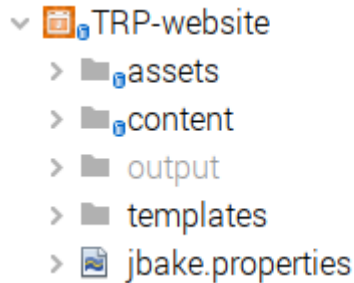 TRP-website
assets
content
output
templates
jbake.properties